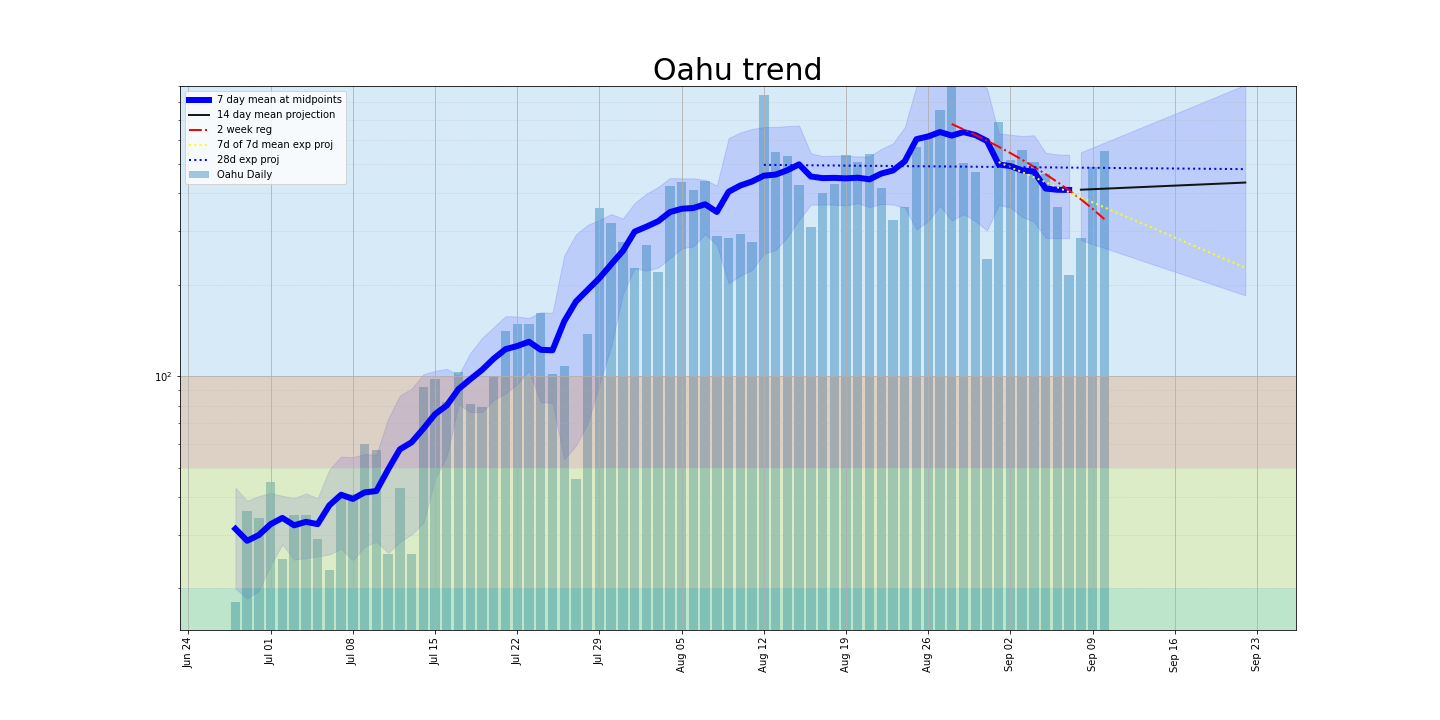 Oahu trend
7 day mean at midpoints
14 day mean projection
2 week reg
7d of 7d mean exp proj
28d exp proj
Oahu Daily
10²
Jun 24
Jul 01
Jul 08
Jul 15
Jul 22
Jul 29
Aug 05
Aug 12
Aug 19
Aug 26
Sep 02
Sep 09
Sep 16
Sep 23